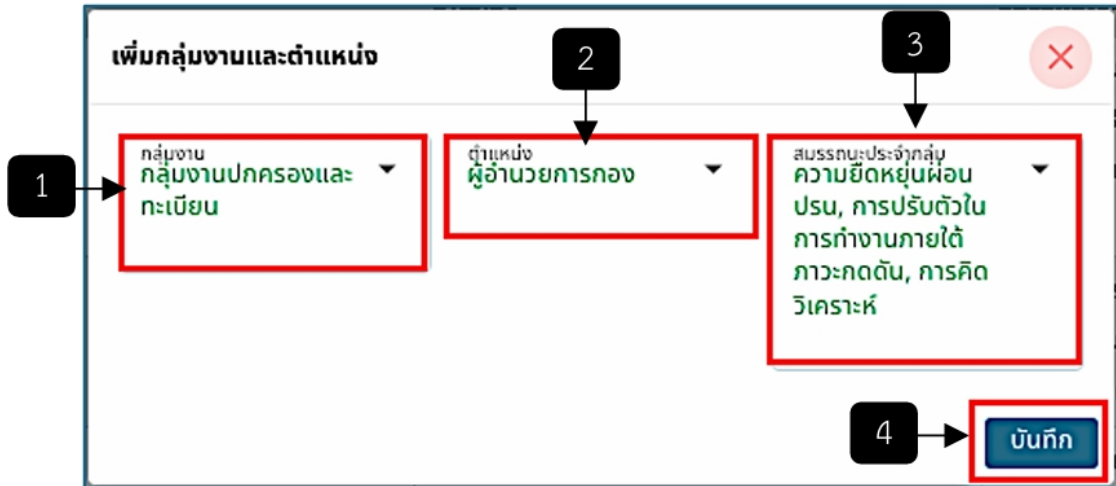 เพิ่มกลุ่มงานและตำแหน่ง
2
3
1
กลุ่มงาน
กลุ่มงานปกครองและ
ทะเบียน
ตำแหน่ง
ผู้อำนวยการกอง
สมรรถนะประจำกลุ่ม
ความยืดหยุ่นผ่อน
ปรน, การปรับตัวใน
การทำงานภายใต้
ภาวะกดดัน, การคิด
วิเคราะห์
4
บันทึก